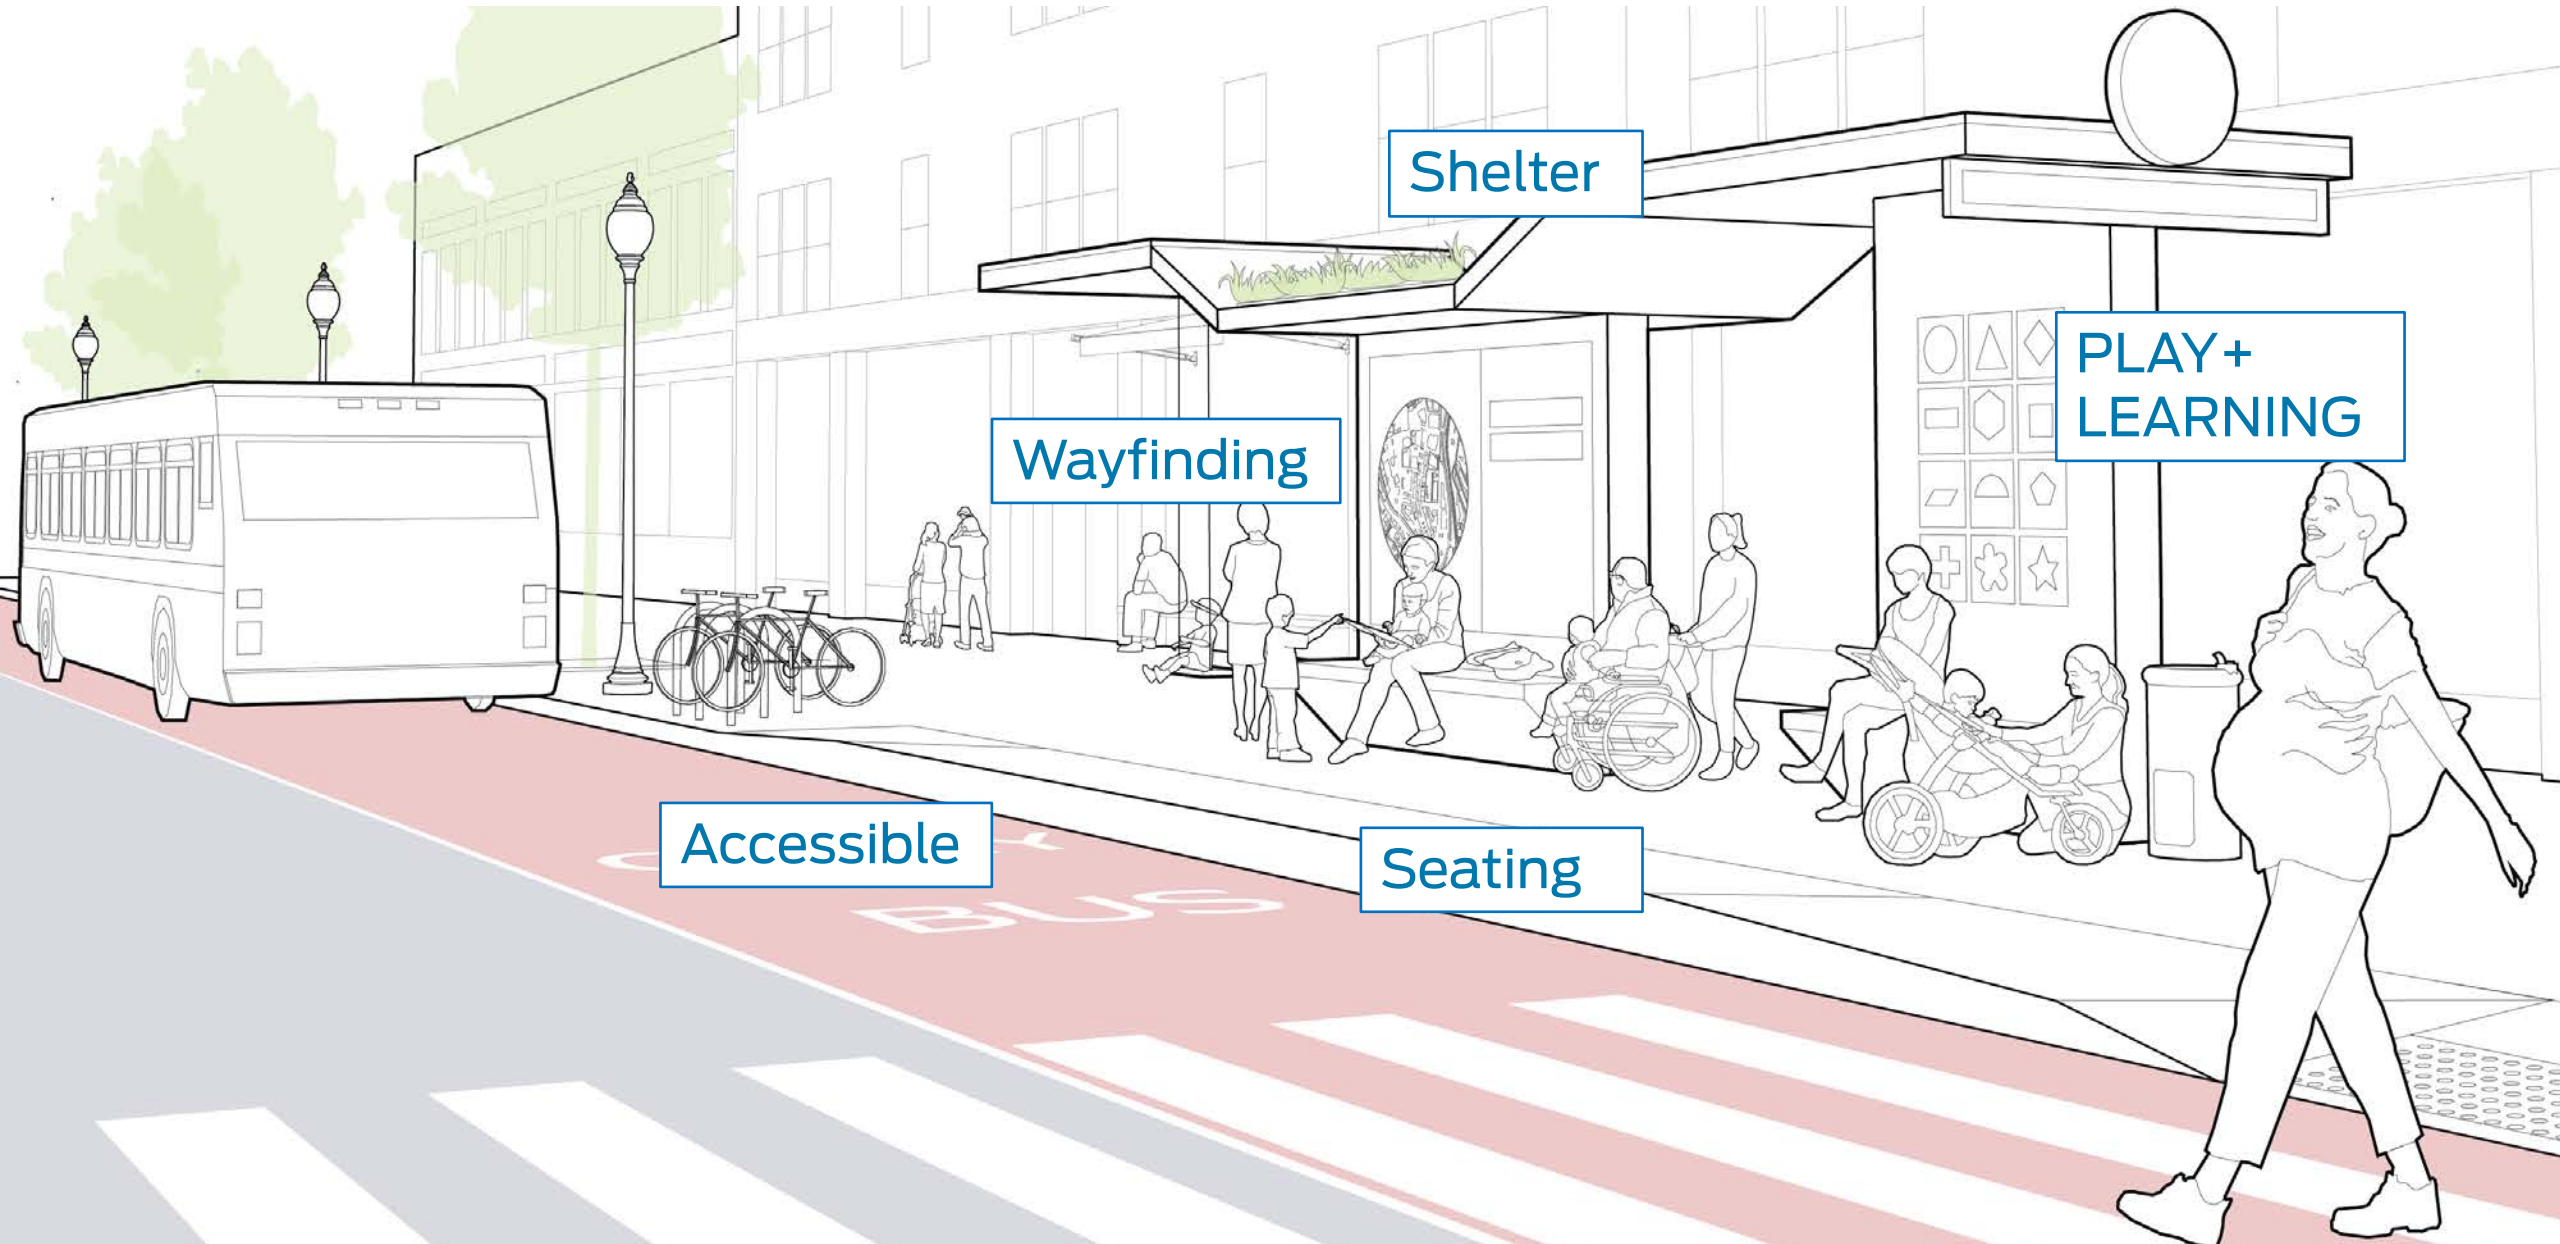 Shelter
PLAY+
LEARNING
Wayfinding
Accessible
Seating
BUS